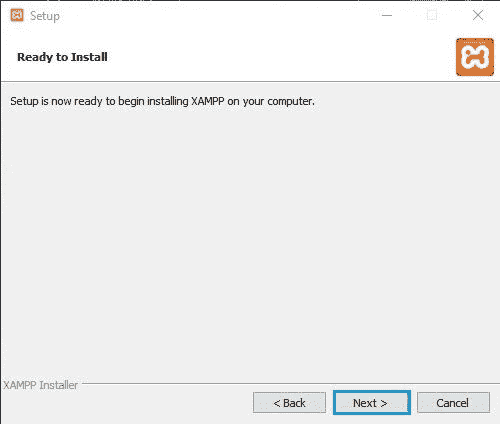 Setup
Ready to Install
Setup is now ready to begin installing XAMPP on your computer.
XAMPP Installer
< Back
Next >
Cancel